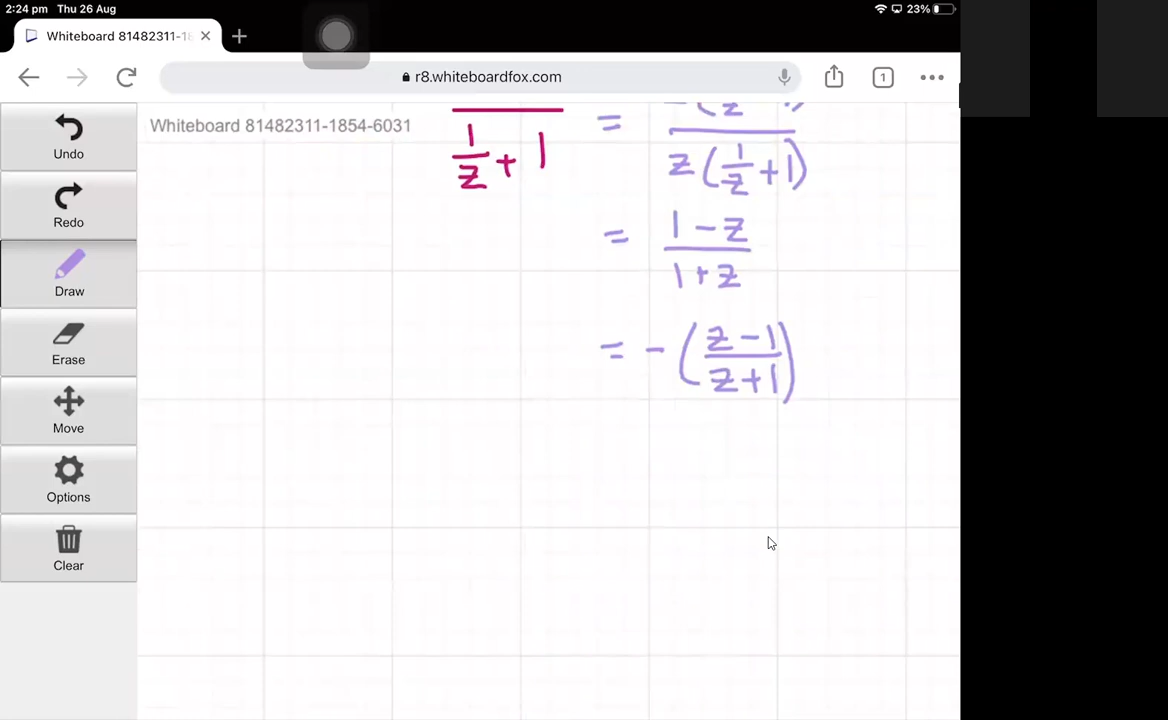 2:24 pm Thu 26 Aug 23%
Whiteboard 81482311-18
r8.whiteboardfox.com 1
Whiteboard 81482311-1854-6031
Undo
Redo
Draw
Erase
Move
Options
Clear
1/z + 1
= z(1/z + 1)
= (1 - z)/(1 + z)
= - ((z - 1)/(z + 1))